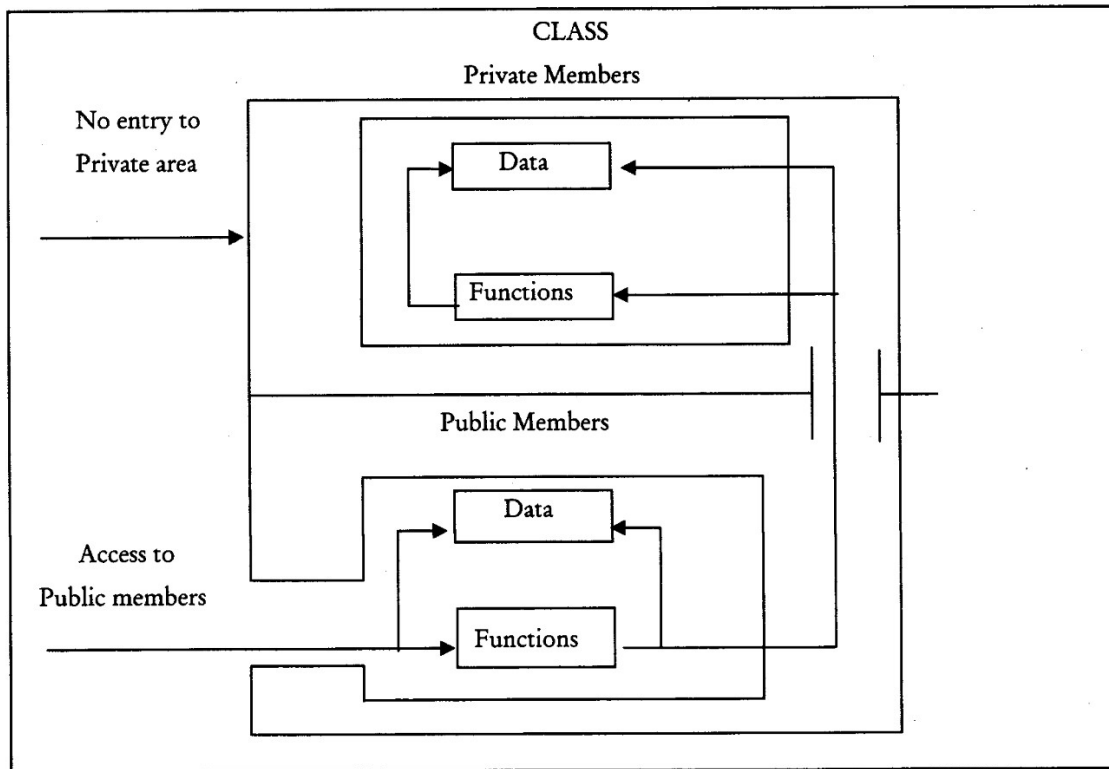 CLASS
Private Members
No entry to
Private area
Data
Functions
Public Members
Data
Access to
Public members
Functions